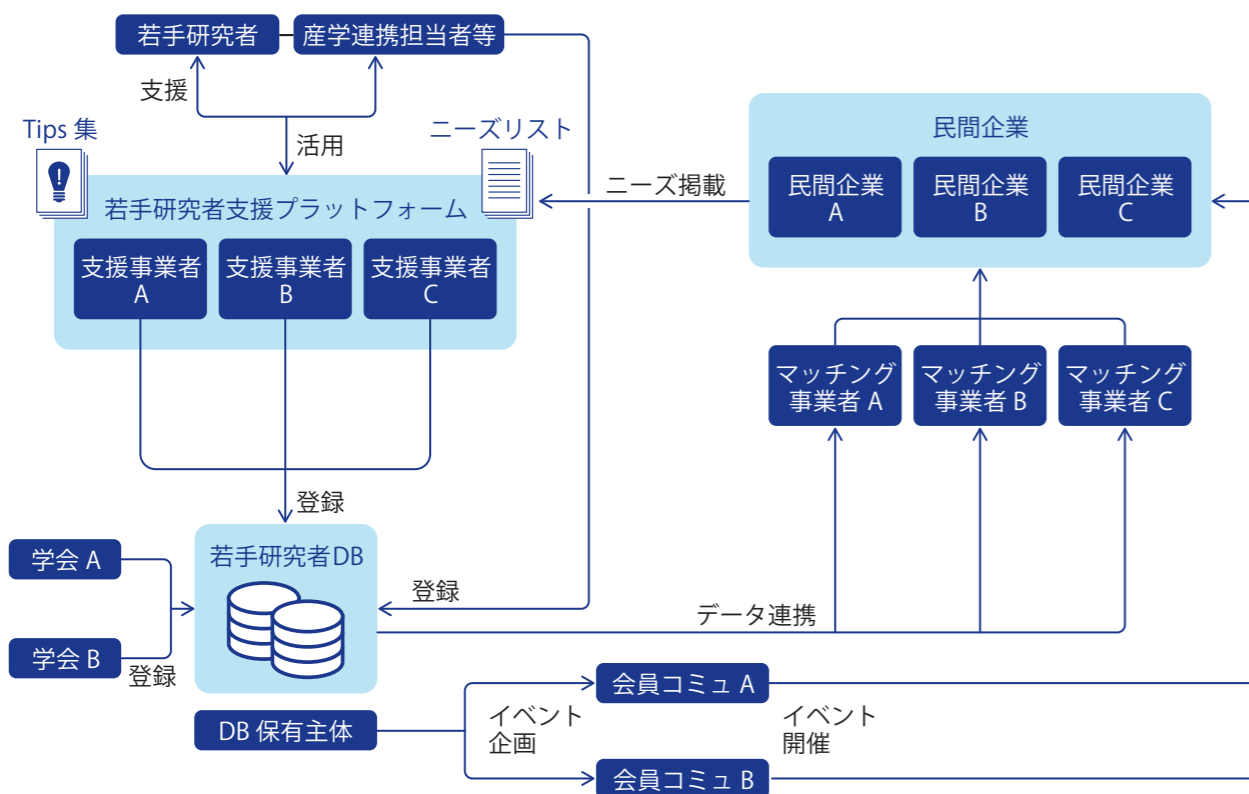 若手研究者
産学連携担当者等
支援
Tips 集
活用
ニーズリスト
若手研究者支援プラットフォーム
支援事業者
A
支援事業者
B
支援事業者
C
ニーズ掲載
民間企業
民間企業
A
民間企業
B
民間企業
C
マッチング
事業者 A
マッチング
事業者 B
マッチング
事業者 C
登録
学会 A
学会 B
登録
若手研究者DB
登録
データ連携
DB 保有主体
イベント
企画
会員コミュ A
会員コミュ B
イベント
開催